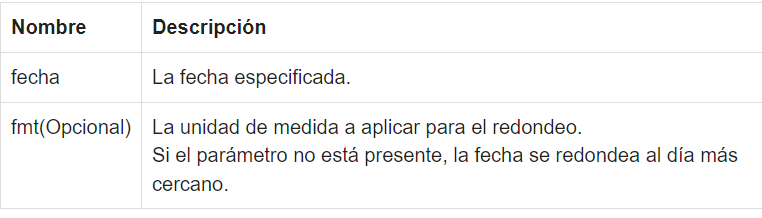 Nombre Descripción
fecha La fecha especificada.
fmt(Opcional) La unidad de medida a aplicar para el redondeo.
Si el parámetro no está presente, la fecha se redondea al día más
cercano.